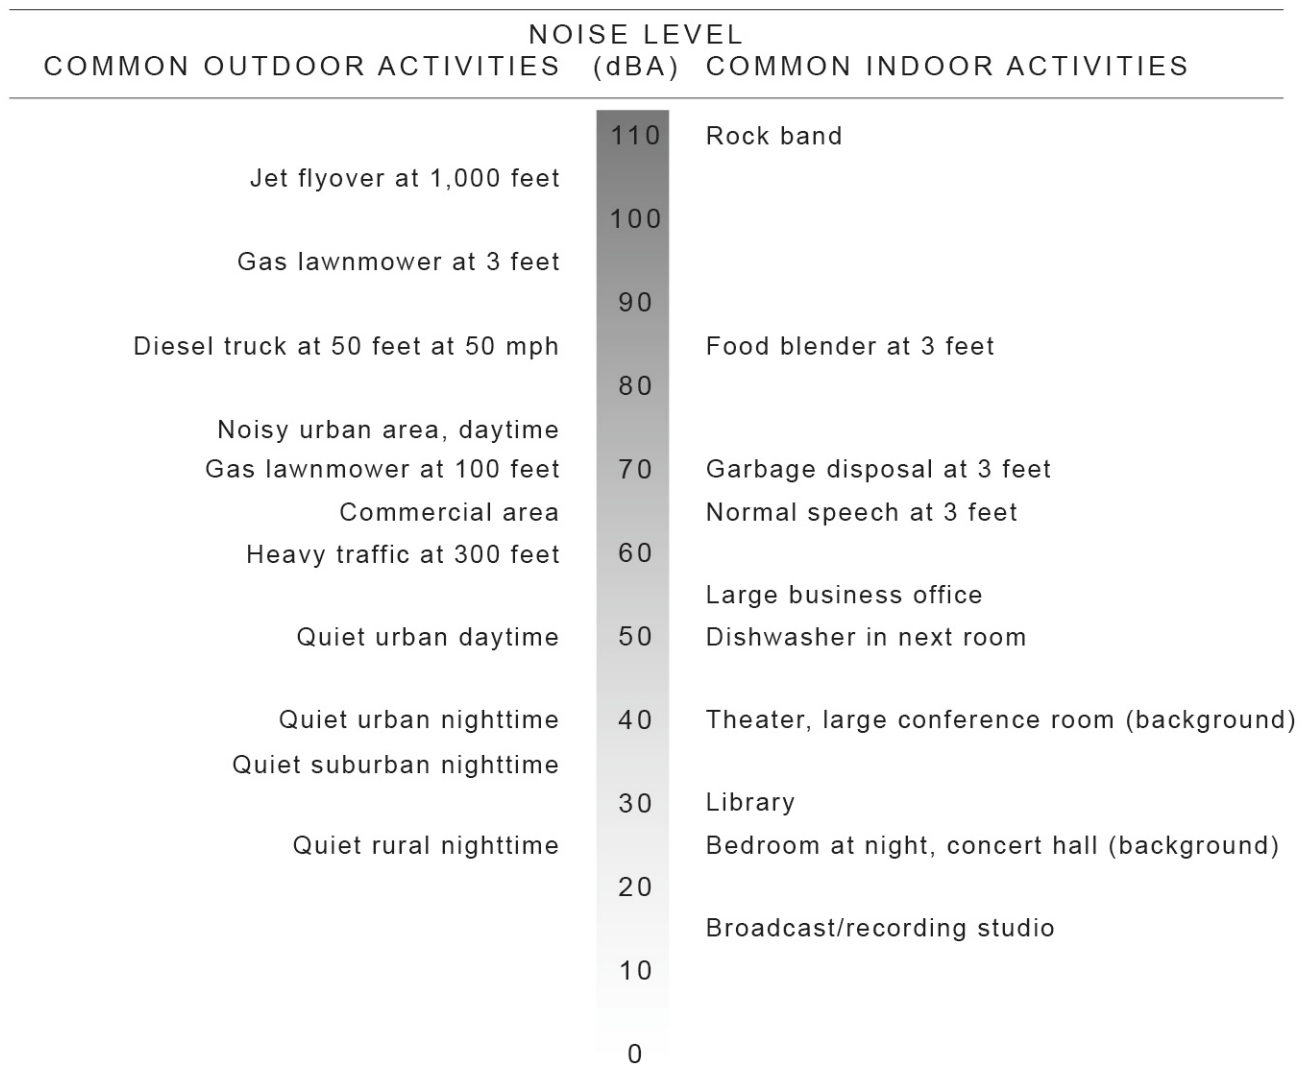 NOISE LEVEL
COMMON OUTDOOR ACTIVITIES (dBA) COMMON INDOOR ACTIVITIES
110 Rock band
Jet flyover at 1,000 feet
100
Gas lawnmower at 3 feet
90
Diesel truck at 50 feet at 50 mph Food blender at 3 feet
80
Noisy urban area, daytime
Gas lawnmower at 100 feet 70 Garbage disposal at 3 feet
Commercial area Normal speech at 3 feet
Heavy traffic at 300 feet 60
Large business office
Quiet urban daytime 50 Dishwasher in next room
Quiet urban nighttime 40 Theater, large conference room (background)
Quiet suburban nighttime
30 Library
Quiet rural nighttime Bedroom at night, concert hall (background)
20
Broadcast/recording studio
10
0